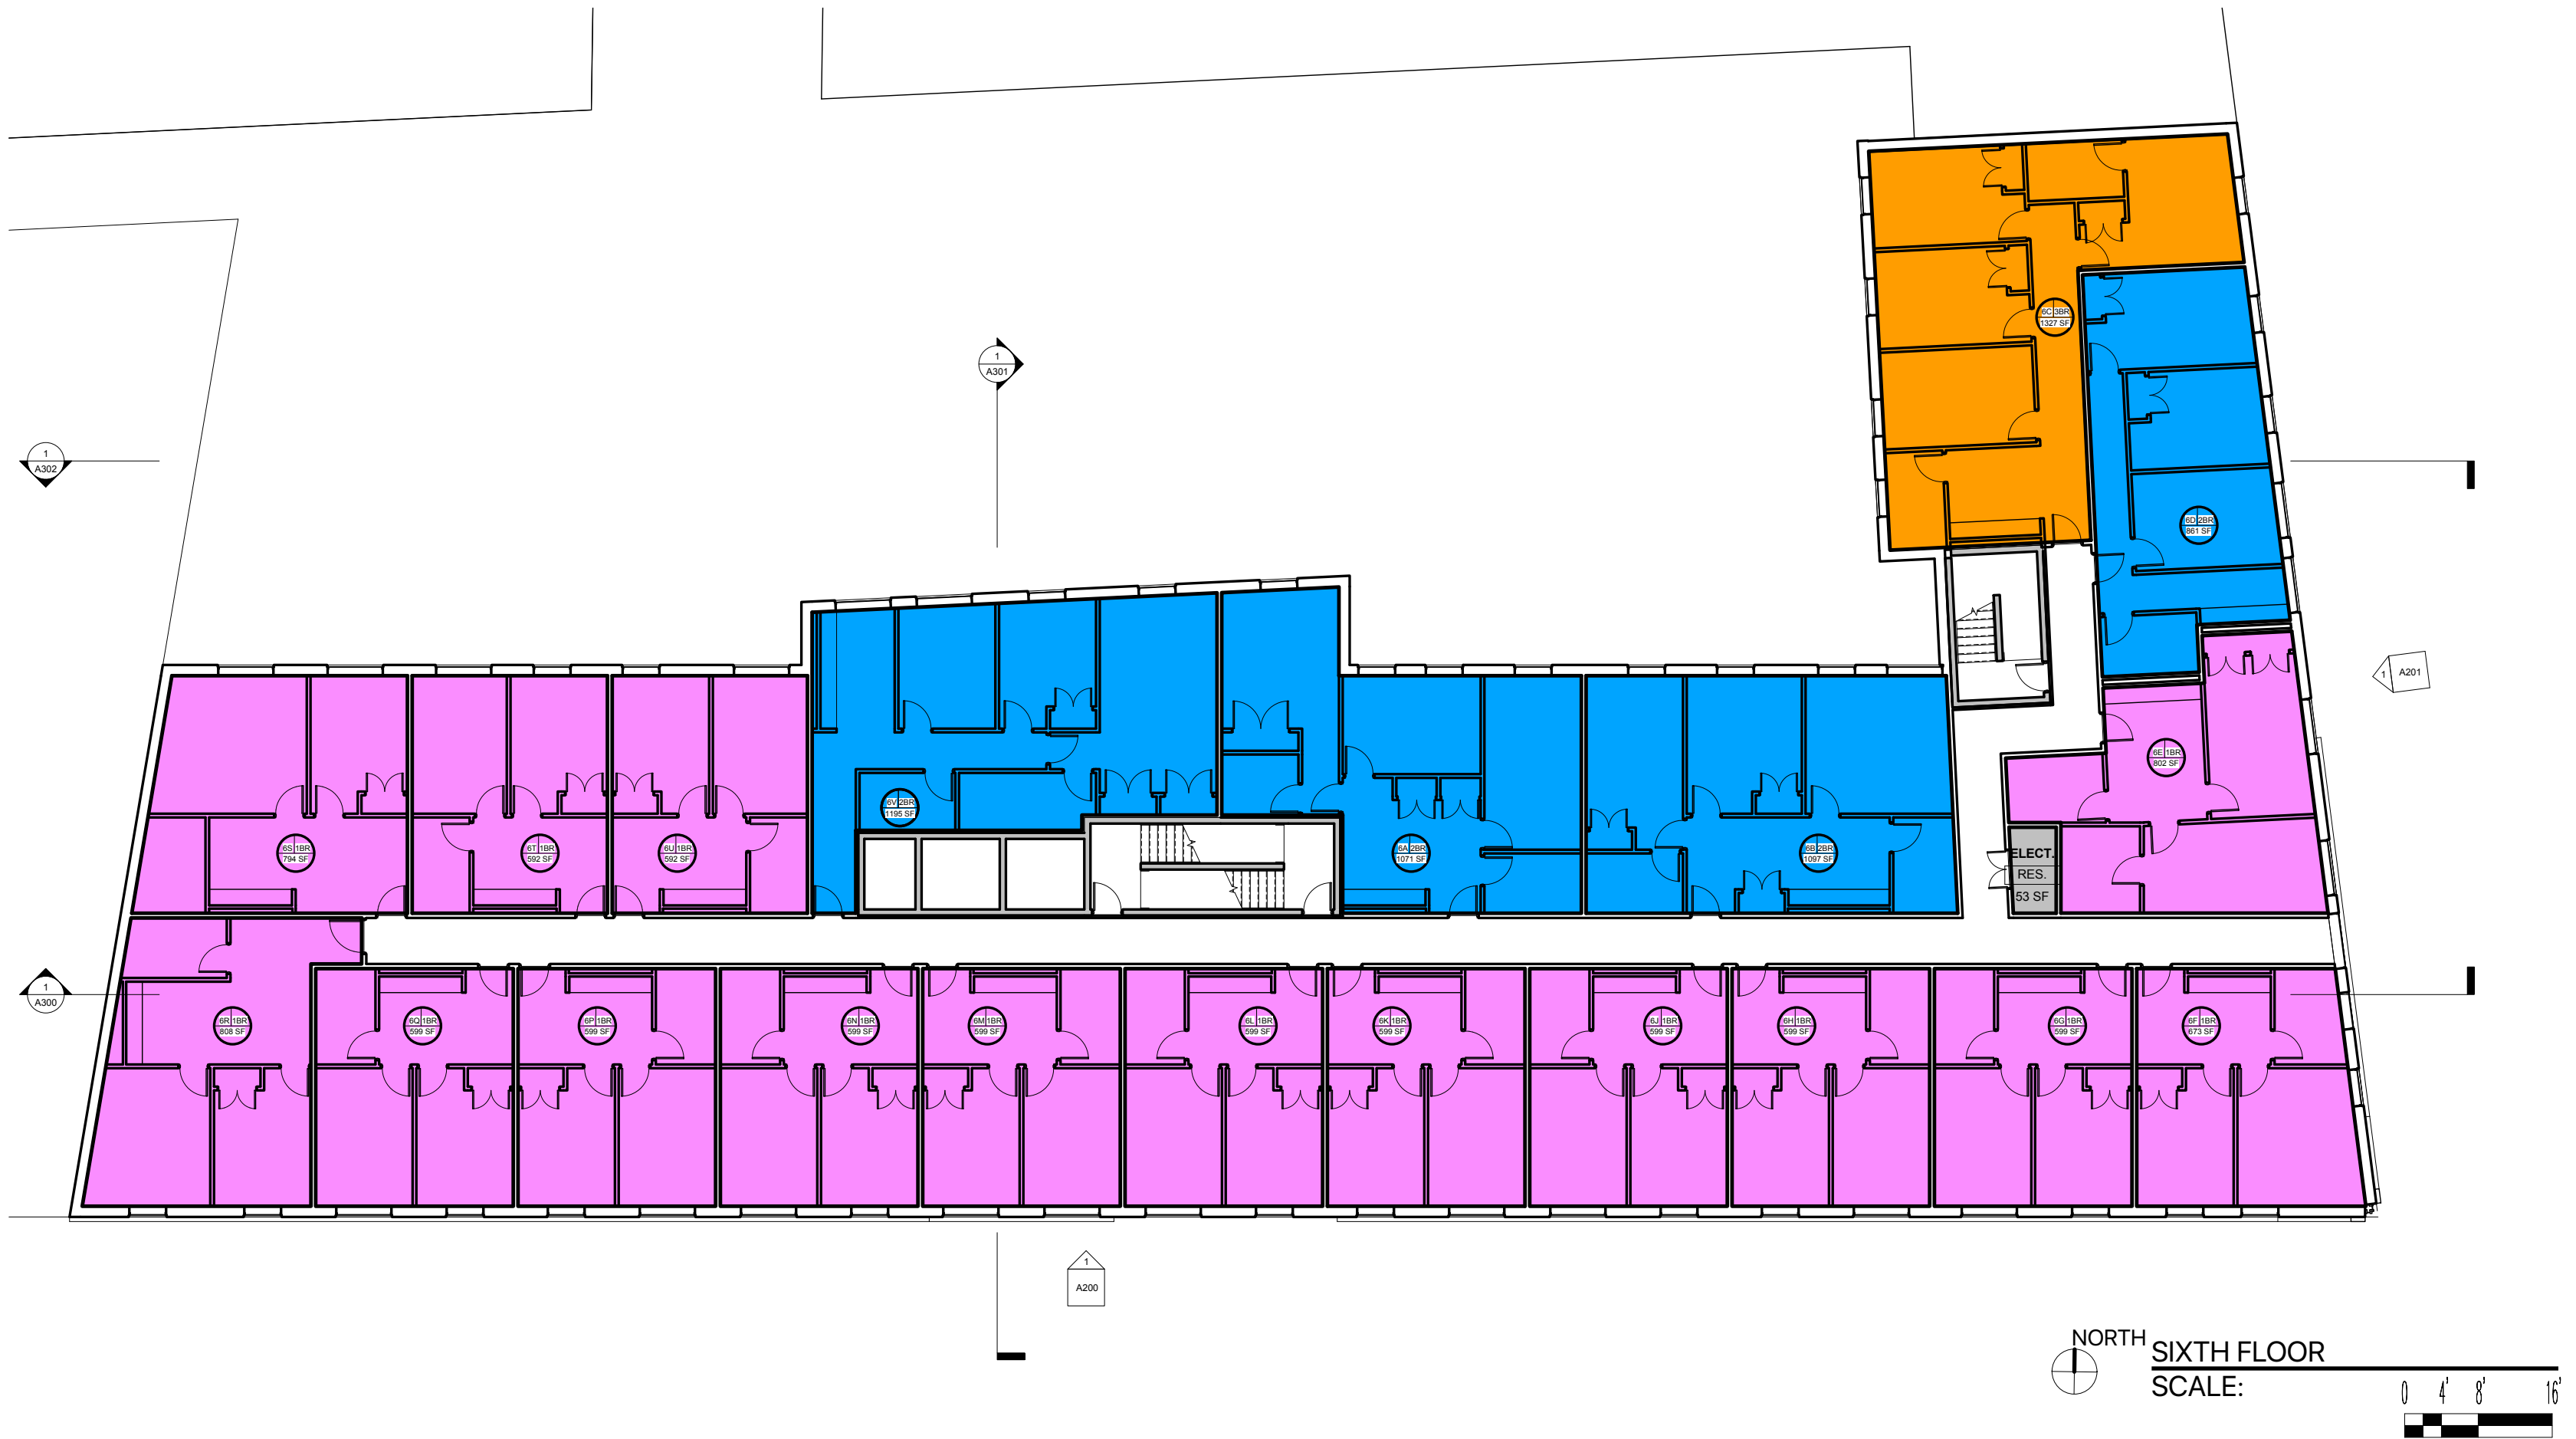 6C 3BR
1327 SF
1
A301
1
A302
6D 2BR
861 SF
1
A201
6E 1BR
802 SF
6V 2BR
1195 SF
6S 1BR
794 SF
6T 1BR
592 SF
6U 1BR
592 SF
6A 2BR
1071 SF
6B 2BR
1097 SF
ELECT.
RES.
53 SF
1
A300
6R 1BR
808 SF
6Q 1BR
599 SF
6P 1BR
599 SF
6N 1BR
599 SF
6M 1BR
599 SF
6L 1BR
599 SF
6K 1BR
599 SF
6J 1BR
599 SF
6H 1BR
599 SF
6G 1BR
599 SF
6F 1BR
673 SF
1
A200
NORTH
SIXTH FLOOR
SCALE:
0 4' 8' 16'